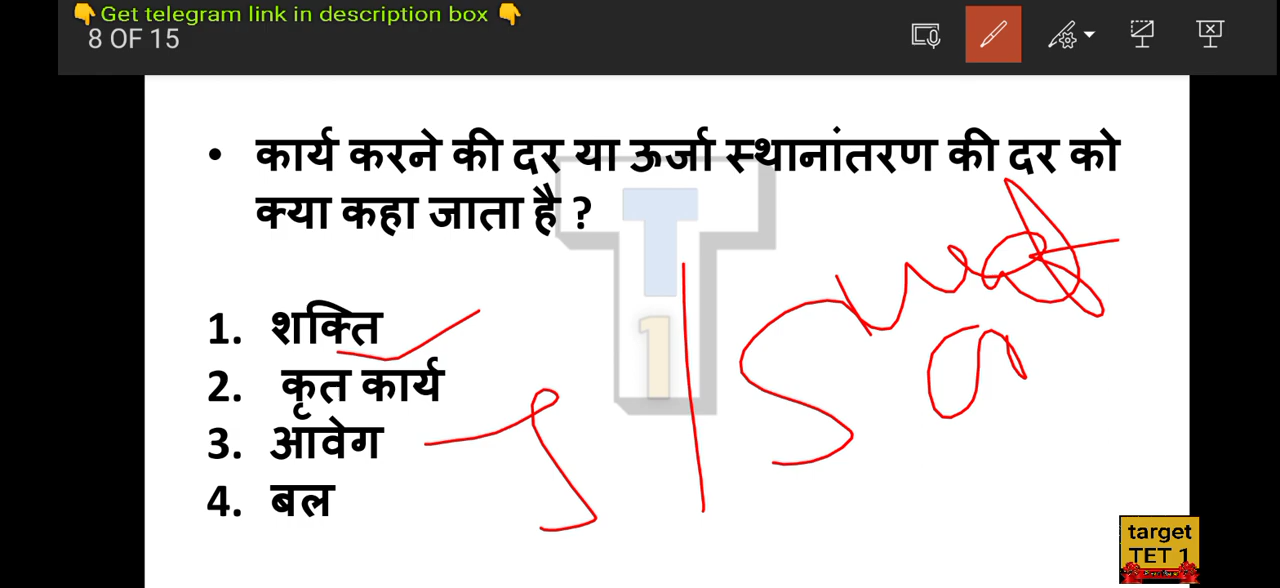 👇Get telegram link in description box 👇
8 OF 15
• कार्य करने की दर या ऊर्जा स्थानांतरण की दर को
क्या कहा जाता है ?
1. शक्ति
2. कृत कार्य
3. आवेग
4. बल
J/S
T
1
target
TET 1